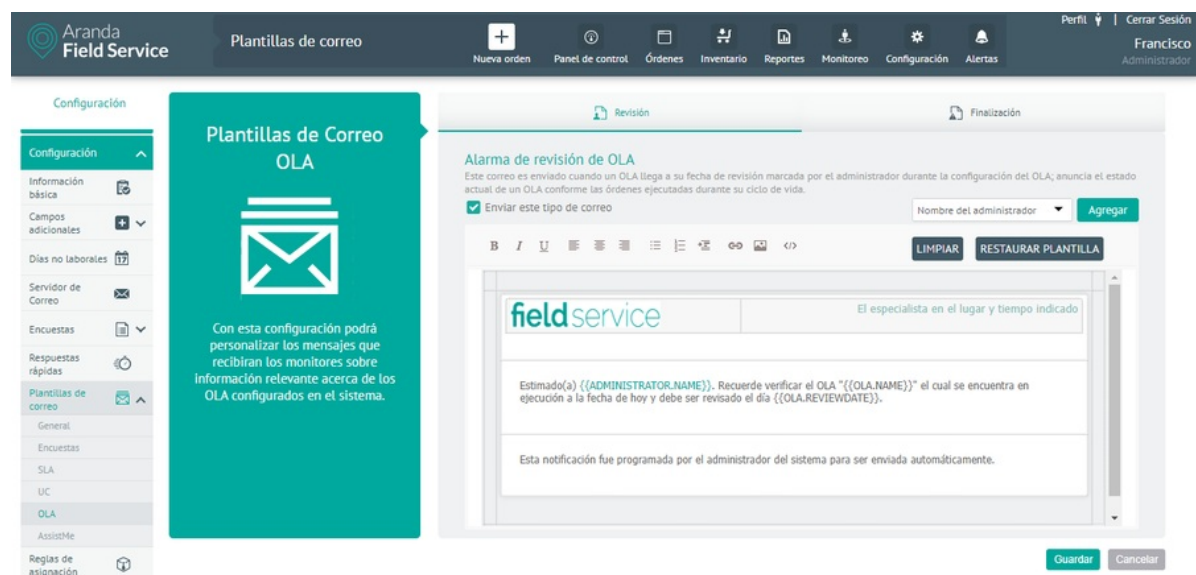 Aranda
Field Service
Plantillas de correo
Nueva orden
Panel de control
Órdenes
Inventario
Reportes
Monitoreo
Configuración
Alertas
Perfil | Cerrar Sesión
Francisco
Administrador
Configuración
Configuración
Información
básica
Campos
adicionales
Días no laborales
17
Servidor de
Correo
Encuestas
Respuestas
rápidas
Plantillas de
correo
General
Encuestas
SLA
UC
OLA
AssistMe
Reglas de
asignación
Plantillas de Correo
OLA
Con esta configuración podrá
personalizar los mensajes que
recibiran los monitores sobre
información relevante acerca de los
OLA configurados en el sistema.
Revisión
Finalización
Alarma de revisión de OLA
Este correo es enviado cuando un OLA llega a su fecha de revisión marcada por el administrador durante la configuración del OLA; anuncia el estado
actual de un OLA conforme las órdenes ejecutadas durante su ciclo de vida.
Enviar este tipo de correo
Nombre del administrador
Agregar
B I U
LIMPIAR
RESTAURAR PLANTILLA
fieldservice
El especialista en el lugar y tiempo indicado
Estimado(a) {{ADMINISTRATOR.NAME}}. Recuerde verificar el OLA "{{OLA.NAME}}" el cual se encuentra en
ejecución a la fecha de hoy y debe ser revisado el día {{OLA.REVIEWDATE}}.
Esta notificación fue programada por el administrador del sistema para ser enviada automáticamente.
Guardar
Cancelar